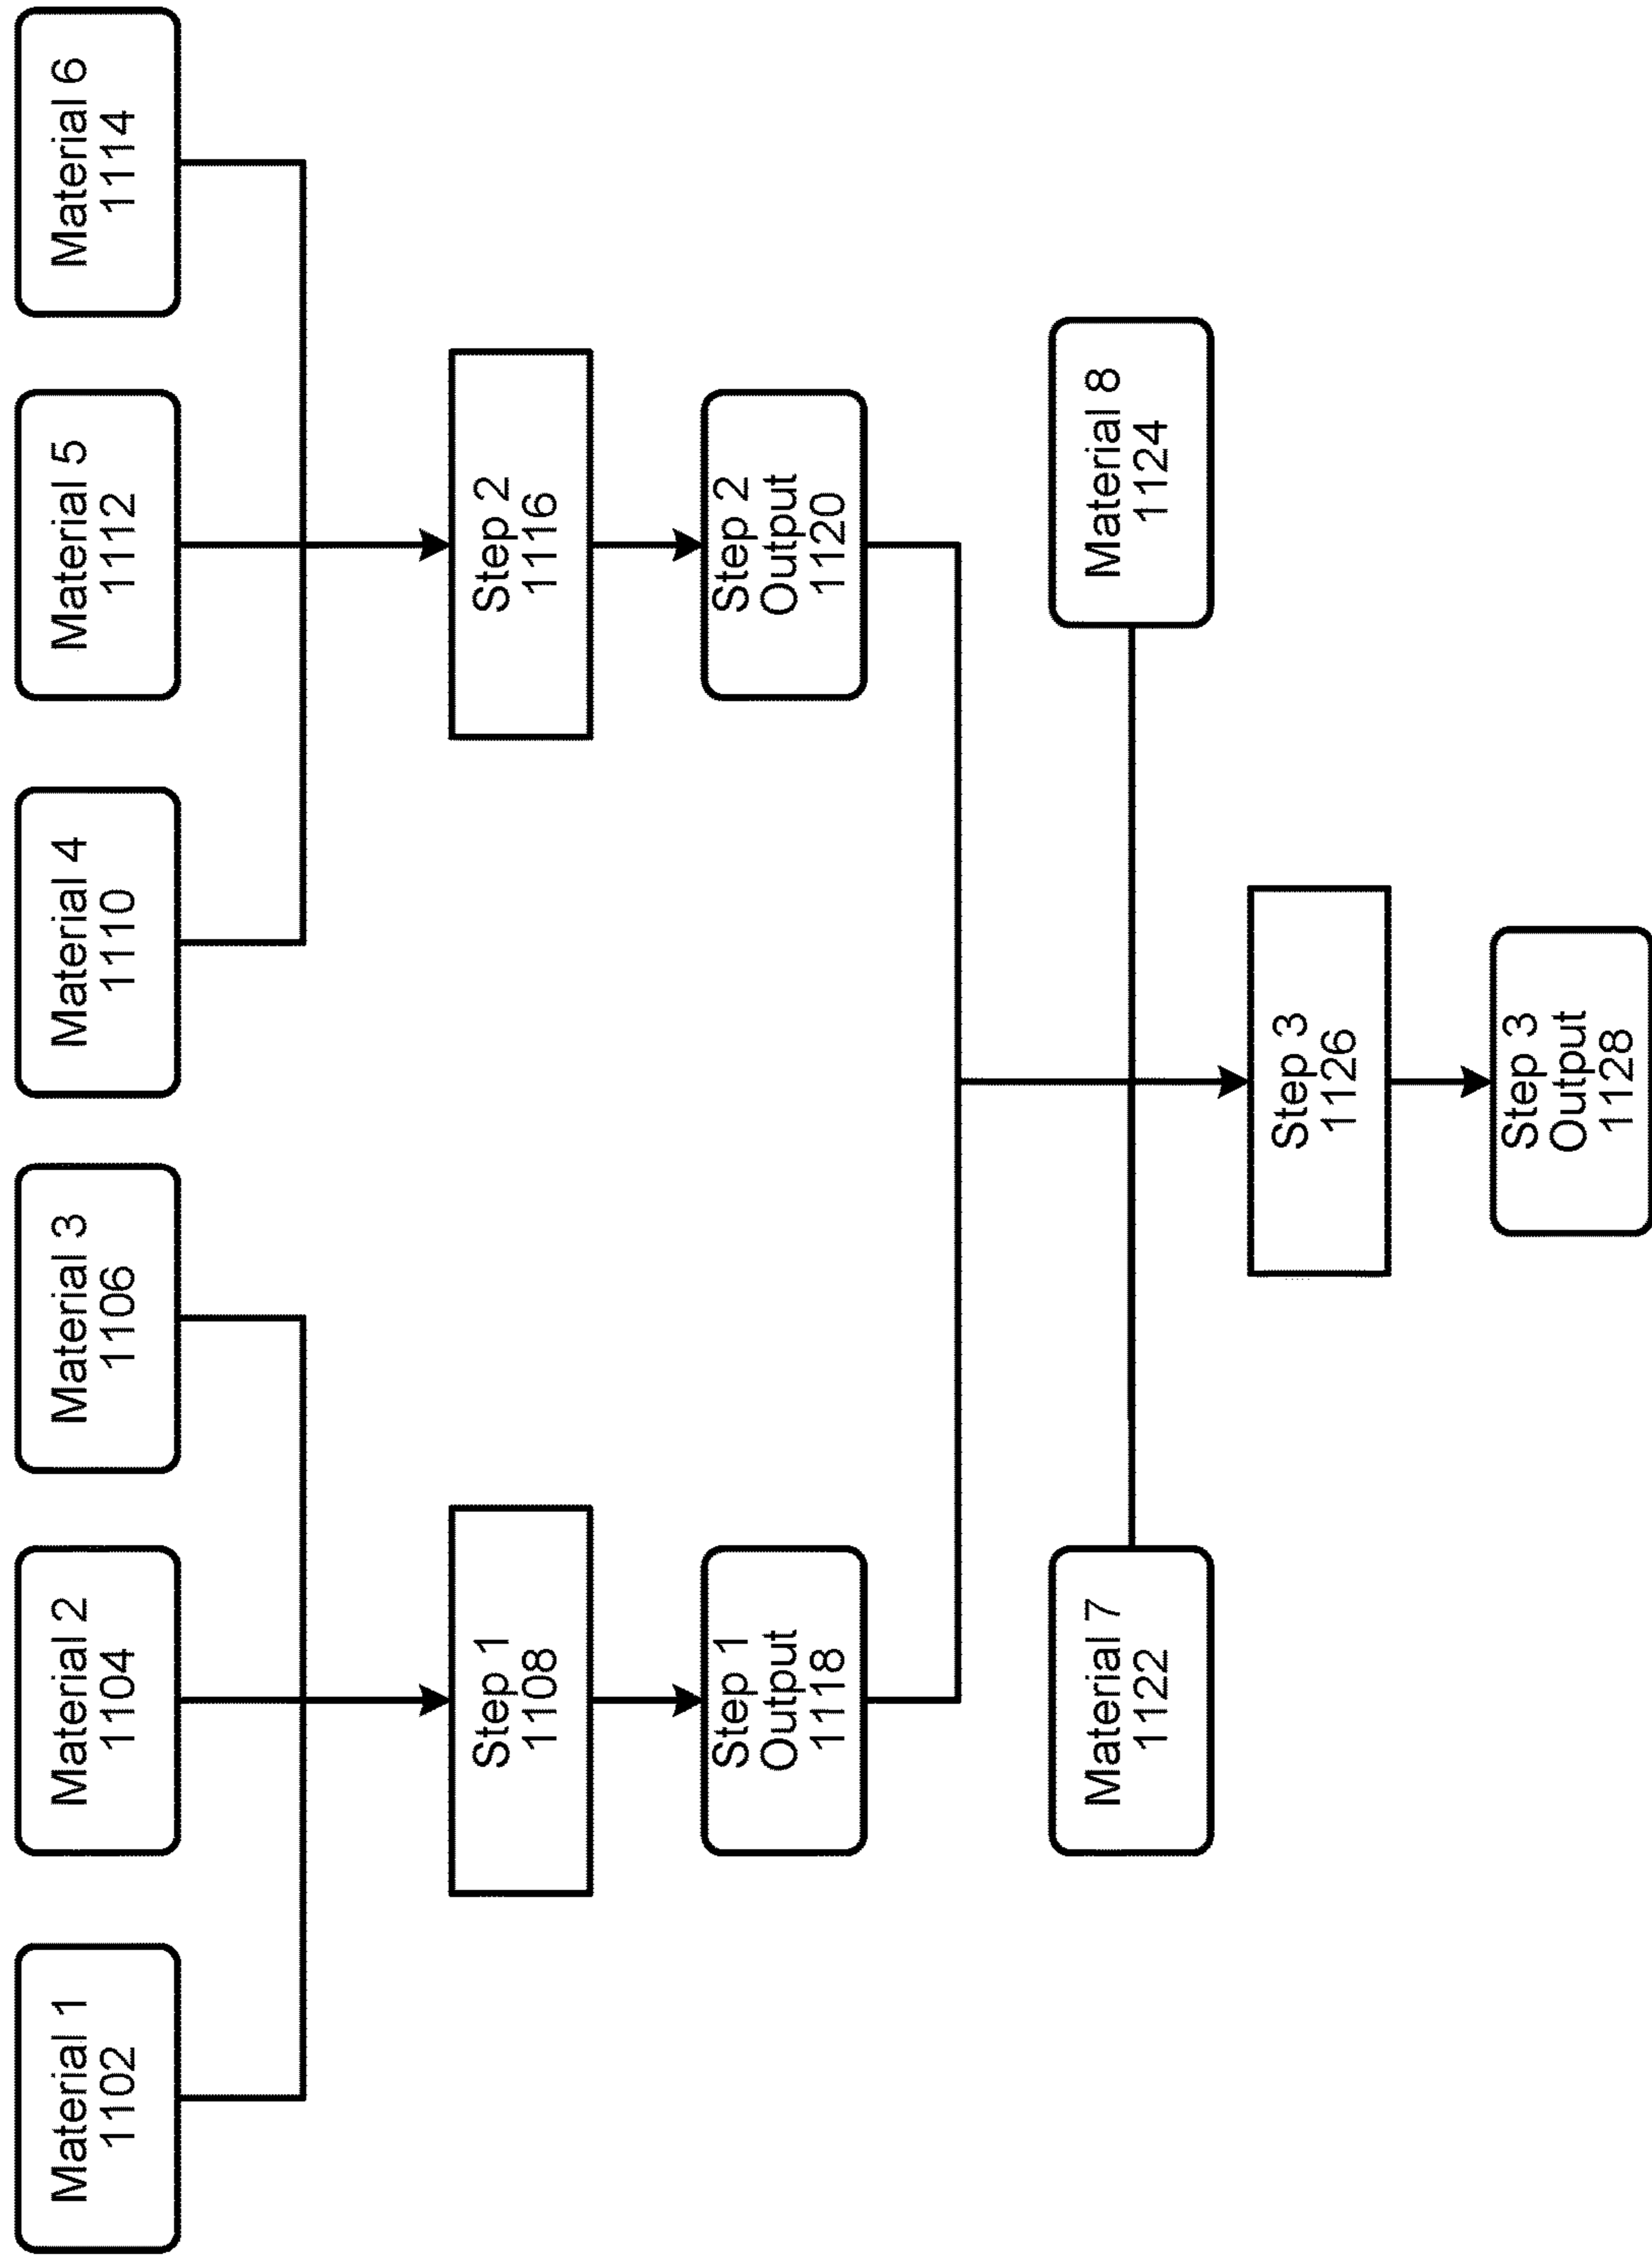 Material 1
1102
Material 2
1104
Material 3
1106
Material 4
1110
Material 5
1112
Material 6
1114
Step 1
1108
Step 2
1116
Step 1
Output
1118
Step 2
Output
1120
Material 7
1122
Material 8
1124
Step 3
1126
Step 3
Output
1128